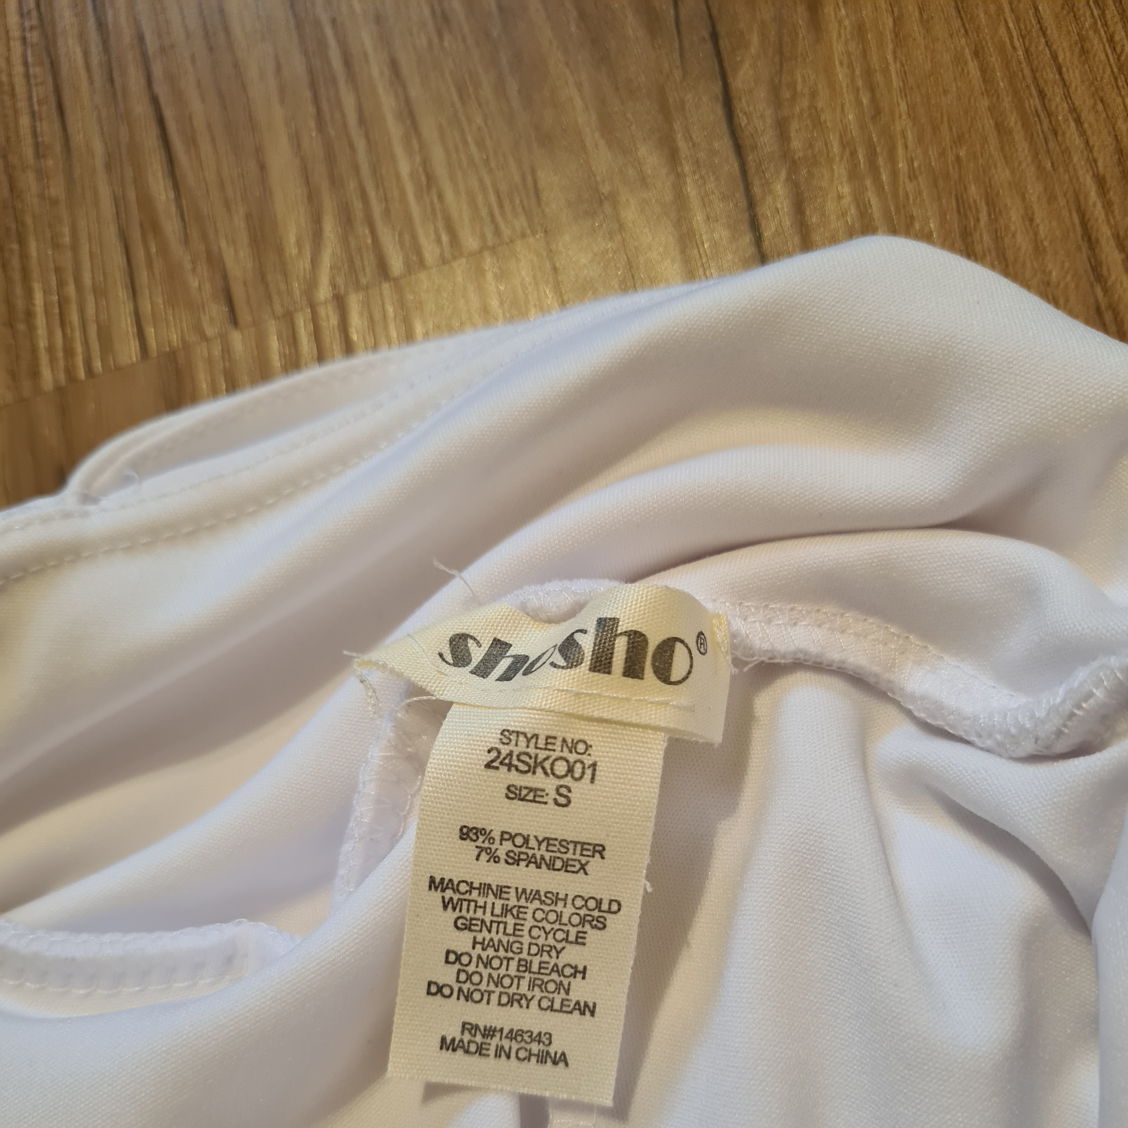 shosho®
STYLE NO:
24SKO01
SIZE: S
93% POLYESTER
7% SPANDEX
MACHINE WASH COLD
WITH LIKE COLORS
GENTLE CYCLE
HANG DRY
DO NOT BLEACH
DO NOT IRON
DO NOT DRY CLEAN
RN#146343
MADE IN CHINA